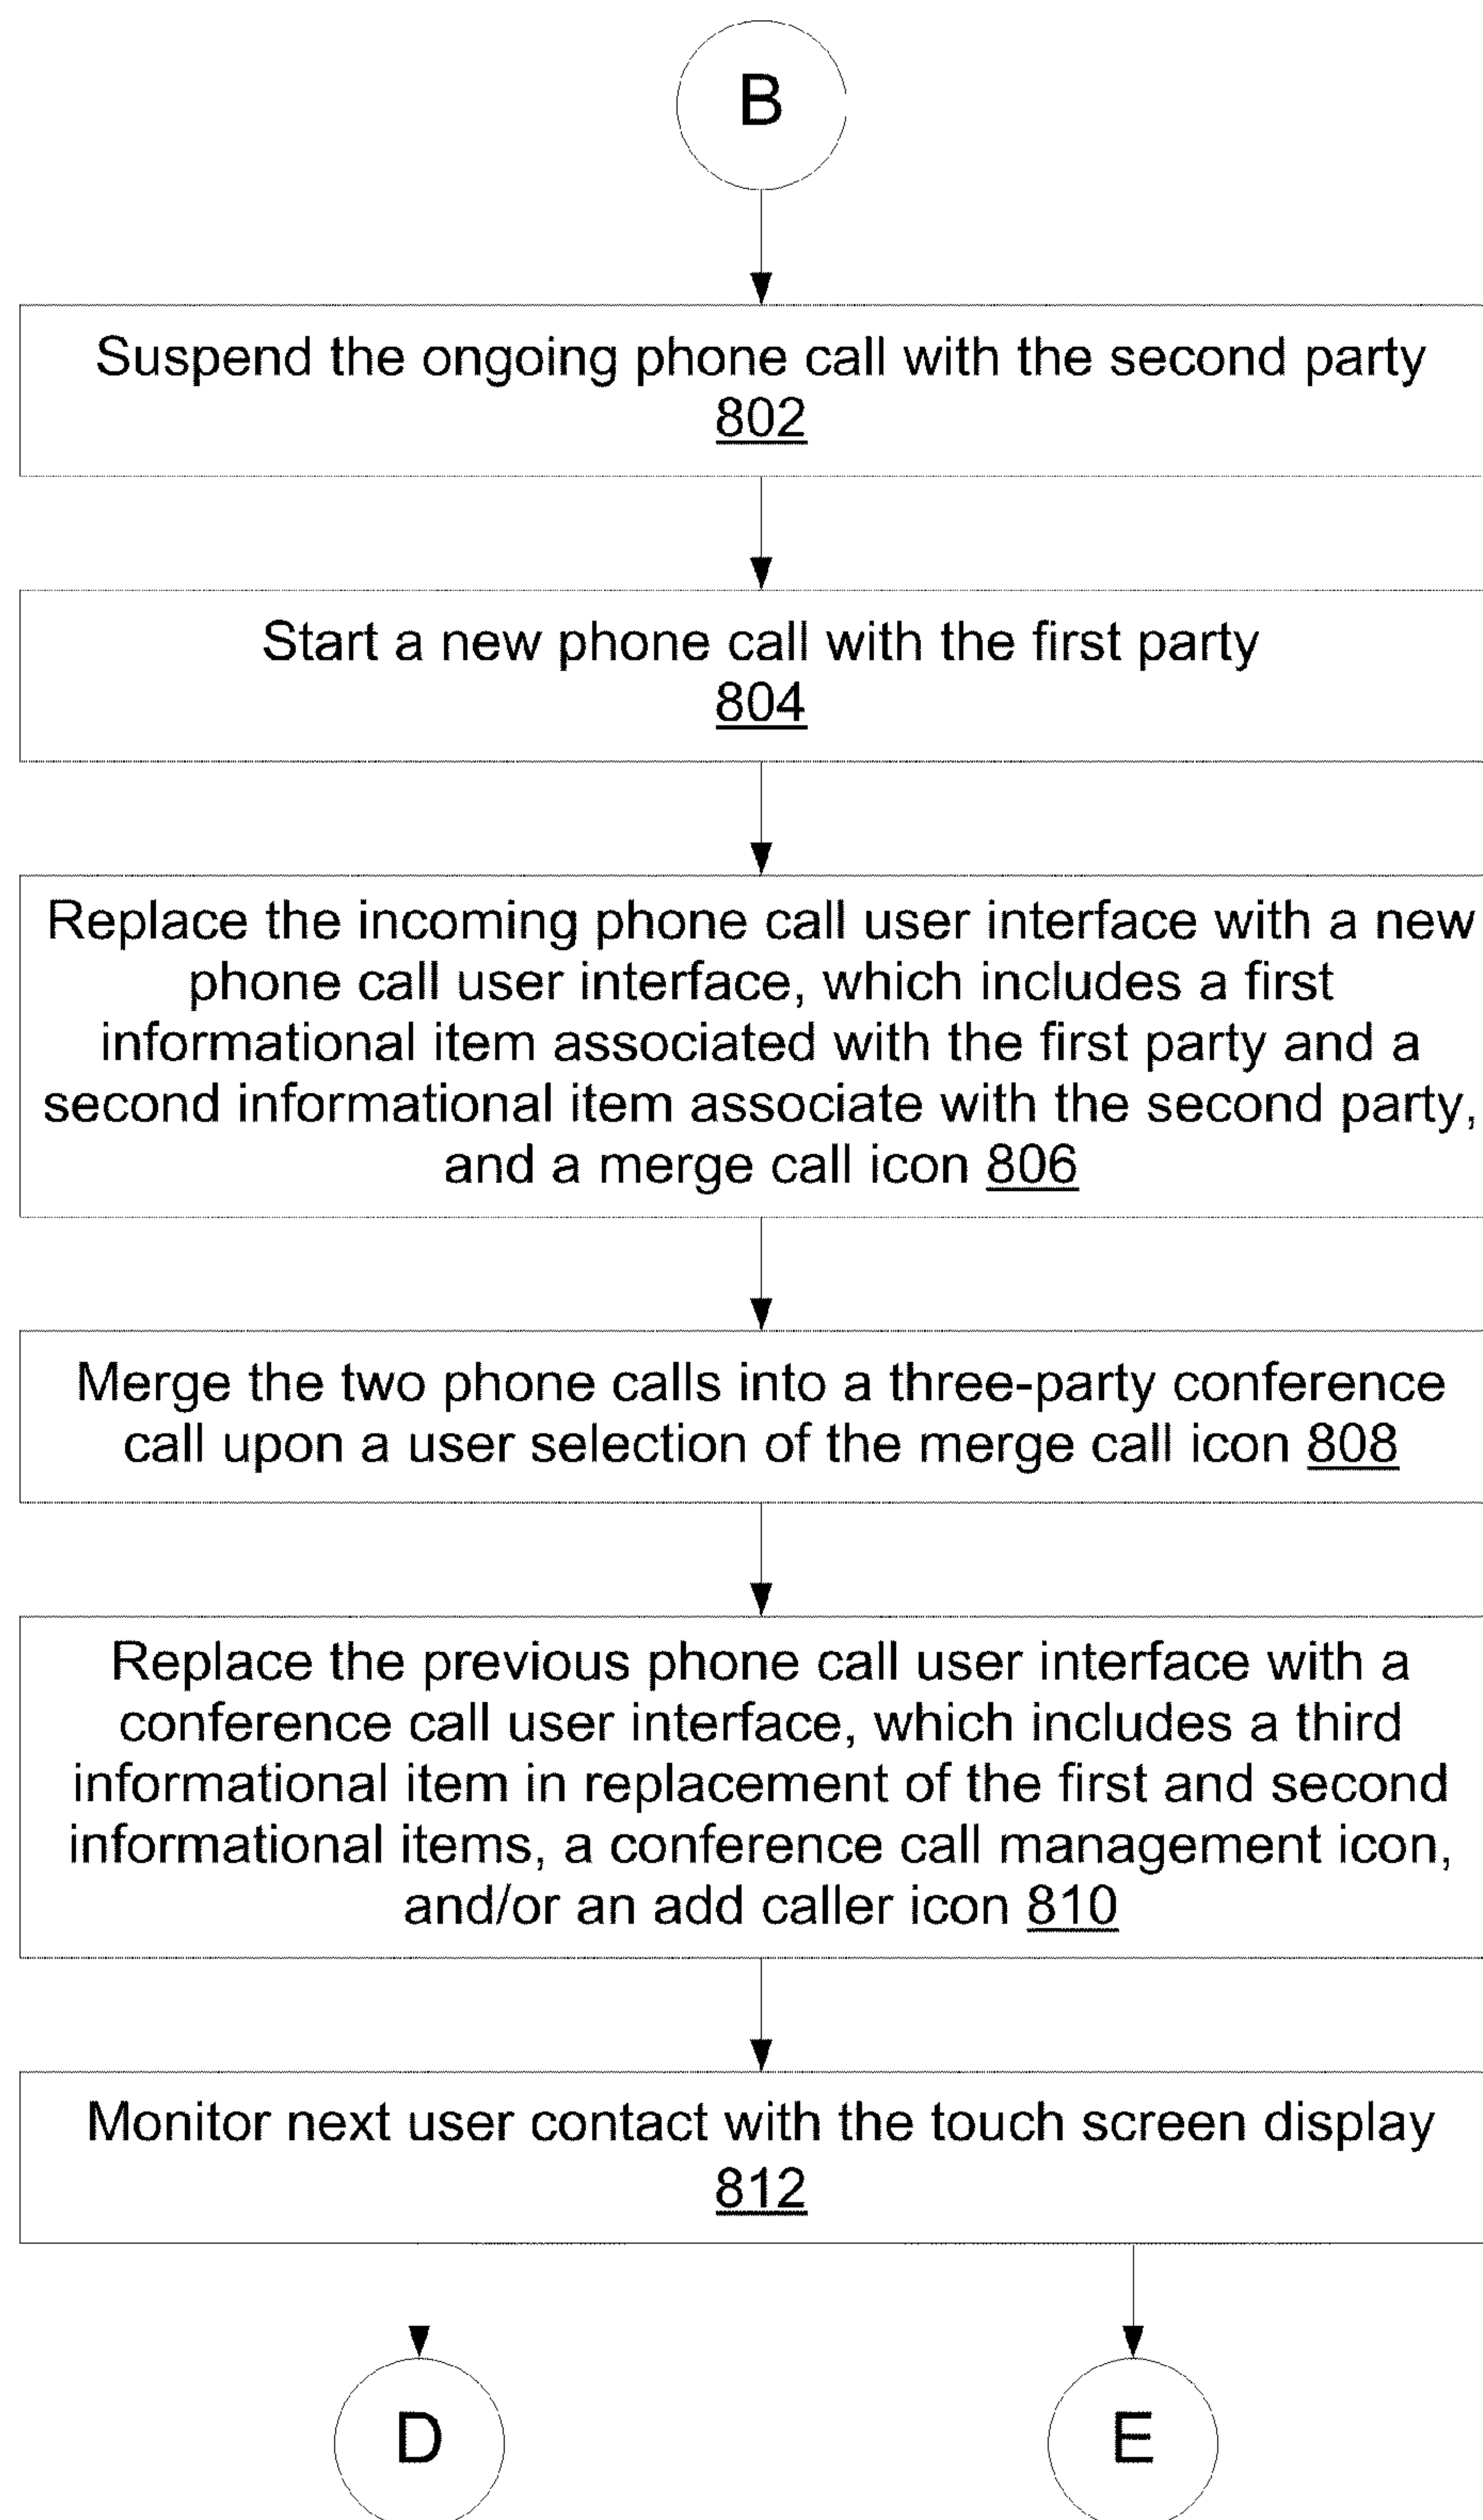 B
Suspend the ongoing phone call with the second party
802
Start a new phone call with the first party
804
Replace the incoming phone call user interface with a new
phone call user interface, which includes a first
informational item associated with the first party and a
second informational item associate with the second party,
and a merge call icon 806
Merge the two phone calls into a three-party conference
call upon a user selection of the merge call icon 808
Replace the previous phone call user interface with a
conference call user interface, which includes a third
informational item in replacement of the first and second
informational items, a conference call management icon,
and/or an add caller icon 810
Monitor next user contact with the touch screen display
812
D
E